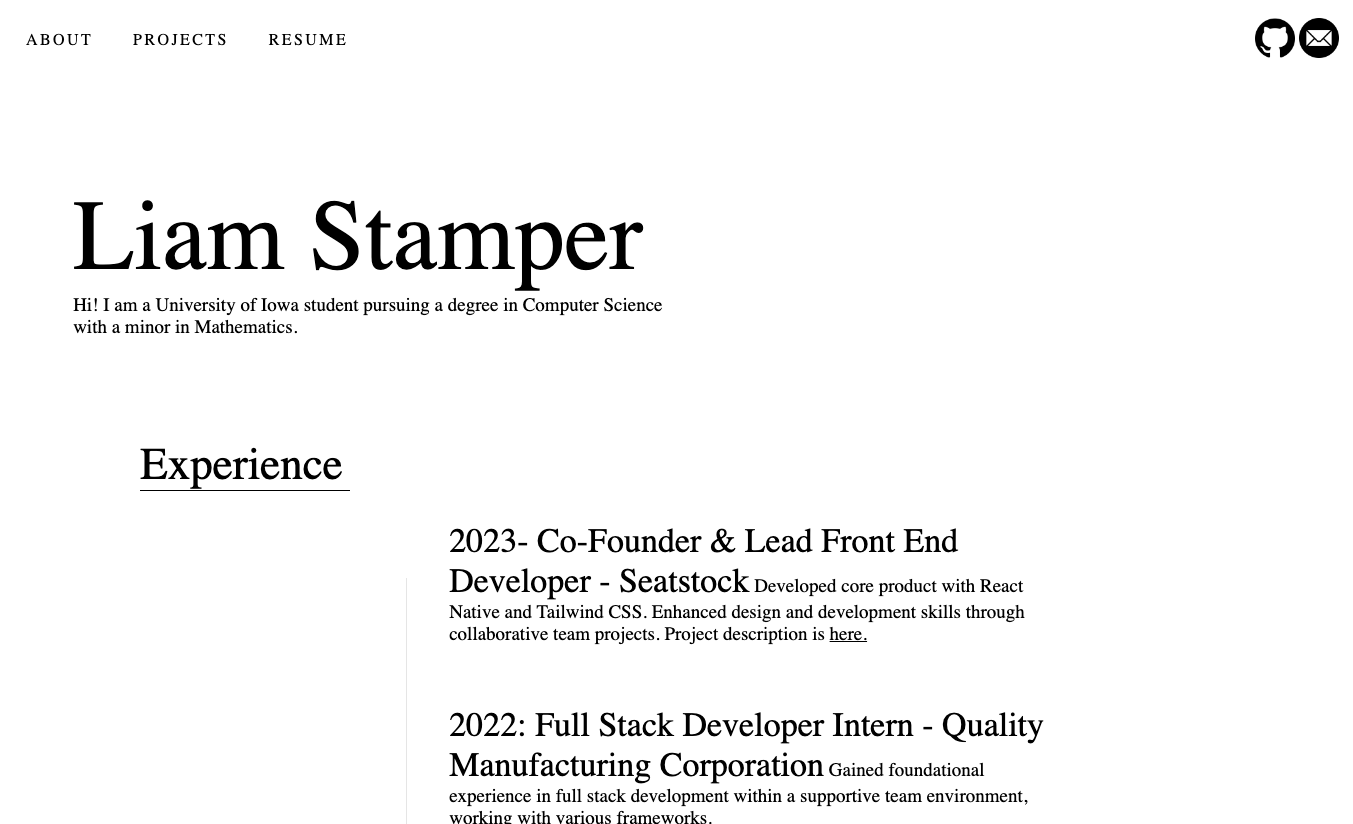 ABOUT PROJECTS RESUME
Liam Stamper
Hi! I am a University of Iowa student pursuing a degree in Computer Science
with a minor in Mathematics.
Experience
2023- Co-Founder & Lead Front End
Developer - Seatstock Developed core product with React
Native and Tailwind CSS. Enhanced design and development skills through
collaborative team projects. Project description is here.
2022: Full Stack Developer Intern - Quality
Manufacturing Corporation Gained foundational
experience in full stack development within a supportive team environment,
working with various frameworks.